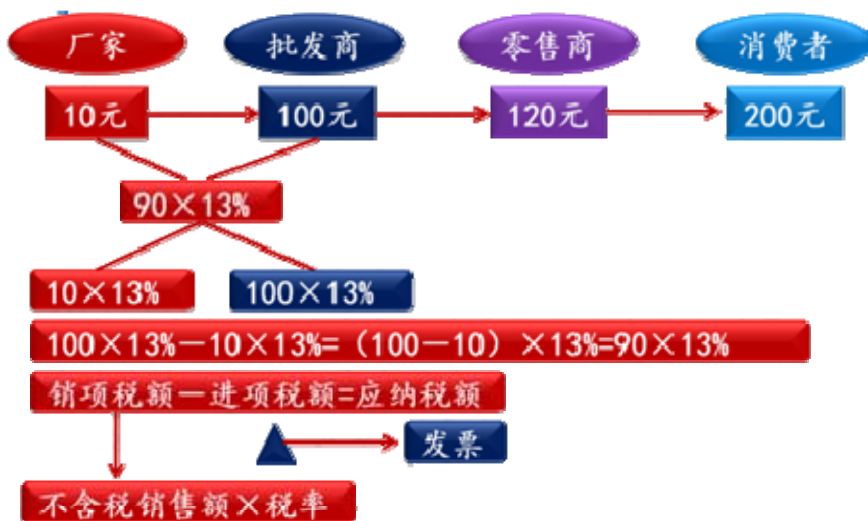 厂家 批发商 零售商 消费者
10元 100元 120元 200元
90×13%
10×13% 100×13%
100×13%－10×13%=（100－10）×13%=90×13%
销项税额－进项税额=应纳税额
发票
不含税销售额×税率